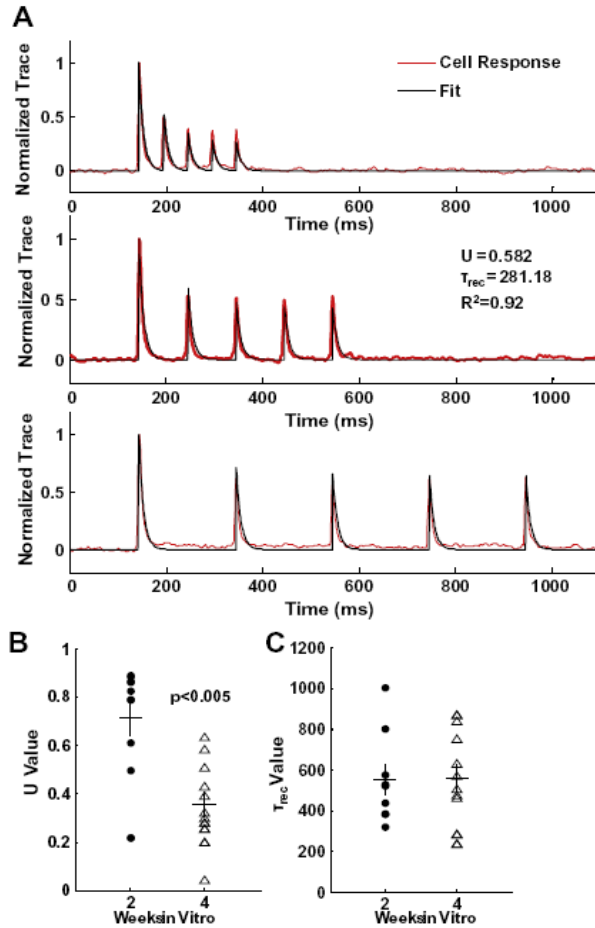 A
Normalized Trace
1
0.5
0
Cell Response
Fit
0 200 400 600 800 1000
Time (ms)
Normalized Trace
1
0.5
0
U = 0.582
τrec = 281.18
R²=0.92
0 200 400 600 800 1000
Time (ms)
Normalized Trace
1
0.5
0
0 200 400 600 800 1000
Time (ms)
B
U Value
1
0.8
0.6
0.4
0.2
0
p<0.005
2 4
Weeksin Vitro
C
τrec Value
1200
1000
800
600
400
200
0
2 4
Weeksin Vitro